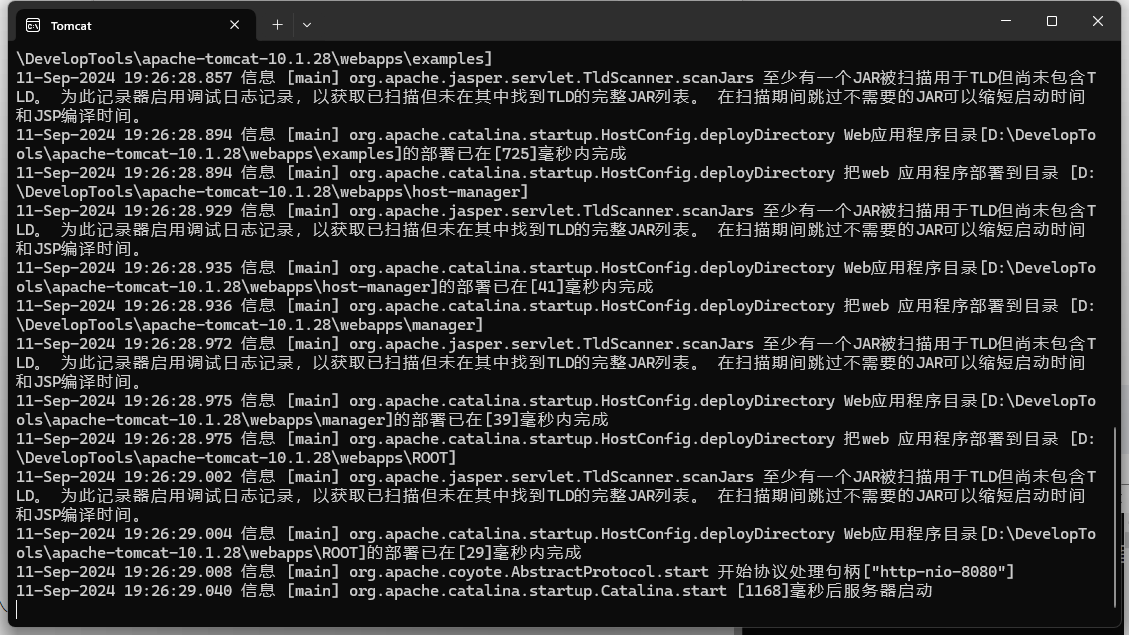 Tomcat
\DevelopTools\apache-tomcat-10.1.28\webapps\examples]
11-Sep-2024 19:26:28.857 信息 [main] org.apache.jasper.servlet.TldScanner.scanJars 至少有一个JAR被扫描用于TLD但尚未包含T
LD。 为此记录器启用调试日志记录，以获取已扫描但未在其中找到TLD的完整JAR列表。 在扫描期间跳过不需要的JAR可以缩短启动时间
和JSP编译时间。
11-Sep-2024 19:26:28.894 信息 [main] org.apache.catalina.startup.HostConfig.deployDirectory Web应用程序目录[D:\DevelopTo
ols\apache-tomcat-10.1.28\webapps\examples]的部署已在[725]毫秒内完成
11-Sep-2024 19:26:28.894 信息 [main] org.apache.catalina.startup.HostConfig.deployDirectory 把web 应用程序部署到目录 [D:
\DevelopTools\apache-tomcat-10.1.28\webapps\host-manager]
11-Sep-2024 19:26:28.929 信息 [main] org.apache.jasper.servlet.TldScanner.scanJars 至少有一个JAR被扫描用于TLD但尚未包含T
LD。 为此记录器启用调试日志记录，以获取已扫描但未在其中找到TLD的完整JAR列表。 在扫描期间跳过不需要的JAR可以缩短启动时间
和JSP编译时间。
11-Sep-2024 19:26:28.935 信息 [main] org.apache.catalina.startup.HostConfig.deployDirectory Web应用程序目录[D:\DevelopTo
ols\apache-tomcat-10.1.28\webapps\host-manager]的部署已在[41]毫秒内完成
11-Sep-2024 19:26:28.936 信息 [main] org.apache.catalina.startup.HostConfig.deployDirectory 把web 应用程序部署到目录 [D:
\DevelopTools\apache-tomcat-10.1.28\webapps\manager]
11-Sep-2024 19:26:28.972 信息 [main] org.apache.jasper.servlet.TldScanner.scanJars 至少有一个JAR被扫描用于TLD但尚未包含T
LD。 为此记录器启用调试日志记录，以获取已扫描但未在其中找到TLD的完整JAR列表。 在扫描期间跳过不需要的JAR可以缩短启动时间
和JSP编译时间。
11-Sep-2024 19:26:28.975 信息 [main] org.apache.catalina.startup.HostConfig.deployDirectory Web应用程序目录[D:\DevelopTo
ols\apache-tomcat-10.1.28\webapps\manager]的部署已在[39]毫秒内完成
11-Sep-2024 19:26:28.975 信息 [main] org.apache.catalina.startup.HostConfig.deployDirectory 把web 应用程序部署到目录 [D:
\DevelopTools\apache-tomcat-10.1.28\webapps\ROOT]
11-Sep-2024 19:26:29.002 信息 [main] org.apache.jasper.servlet.TldScanner.scanJars 至少有一个JAR被扫描用于TLD但尚未包含T
LD。 为此记录器启用调试日志记录，以获取已扫描但未在其中找到TLD的完整JAR列表。 在扫描期间跳过不需要的JAR可以缩短启动时间
和JSP编译时间。
11-Sep-2024 19:26:29.004 信息 [main] org.apache.catalina.startup.HostConfig.deployDirectory Web应用程序目录[D:\DevelopTo
ols\apache-tomcat-10.1.28\webapps\ROOT]的部署已在[29]毫秒内完成
11-Sep-2024 19:26:29.008 信息 [main] org.apache.coyote.AbstractProtocol.start 开始协议处理句柄["http-nio-8080"]
11-Sep-2024 19:26:29.040 信息 [main] org.apache.catalina.startup.Catalina.start [1168]毫秒后服务器启动